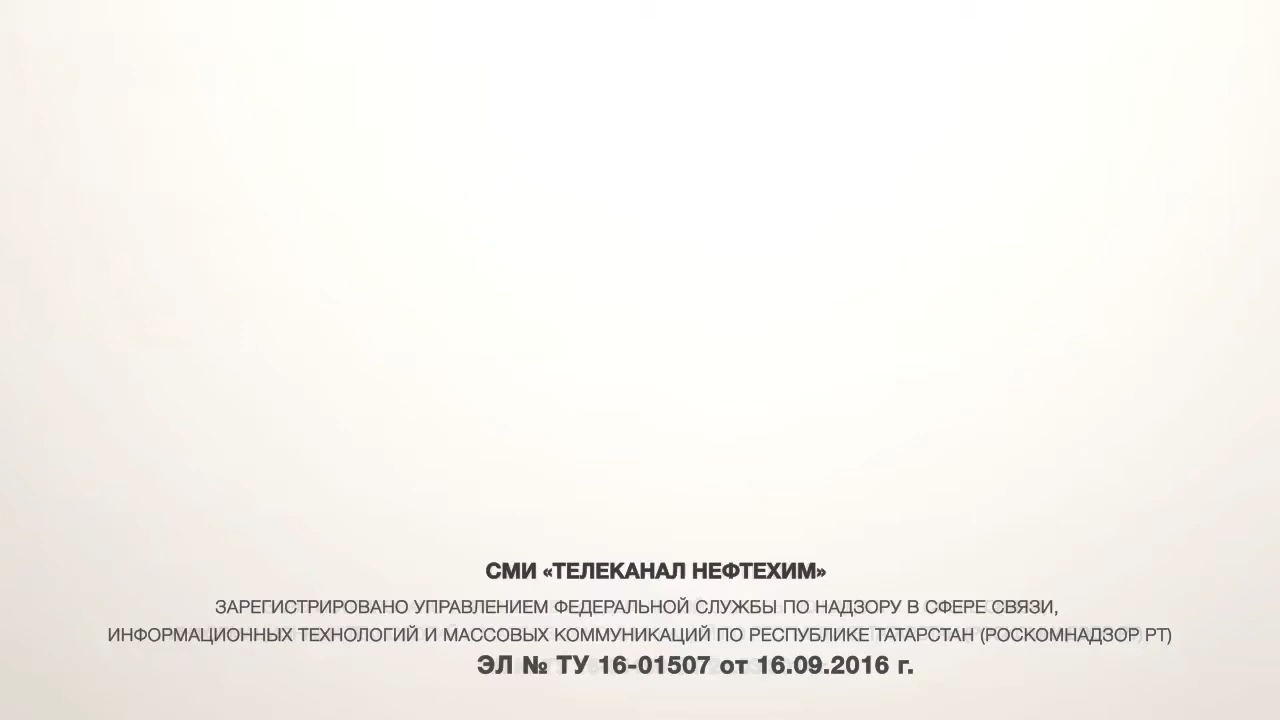 СМИ «ТЕЛЕКАНАЛ НЕФТЕХИМ»
ЗАРЕГИСТРИРОВАНО УПРАВЛЕНИЕМ ФЕДЕРАЛЬНОЙ СЛУЖБЫ ПО НАДЗОРУ В СФЕРЕ СВЯЗИ,
ИНФОРМАЦИОННЫХ ТЕХНОЛОГИЙ И МАССОВЫХ КОММУНИКАЦИЙ ПО РЕСПУБЛИКЕ ТАТАРСТАН (РОСКОМНАДЗОР РТ)
ЭЛ № ТУ 16-01507 от 16.09.2016 г.